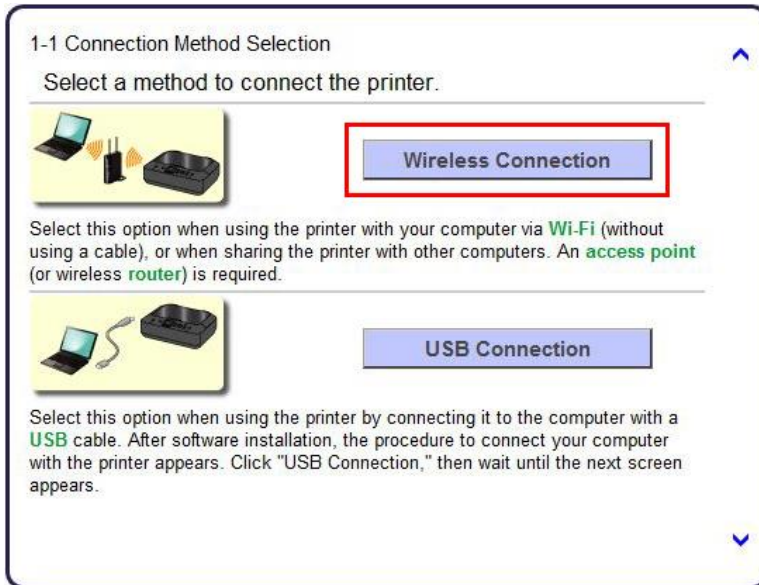 1-1 Connection Method Selection
Select a method to connect the printer.
Wireless Connection
Select this option when using the printer with your computer via Wi-Fi (without
using a cable), or when sharing the printer with other computers. An access point
(or wireless router) is required.
USB Connection
Select this option when using the printer by connecting it to the computer with a
USB cable. After software installation, the procedure to connect your computer
with the printer appears. Click "USB Connection," then wait until the next screen
appears.